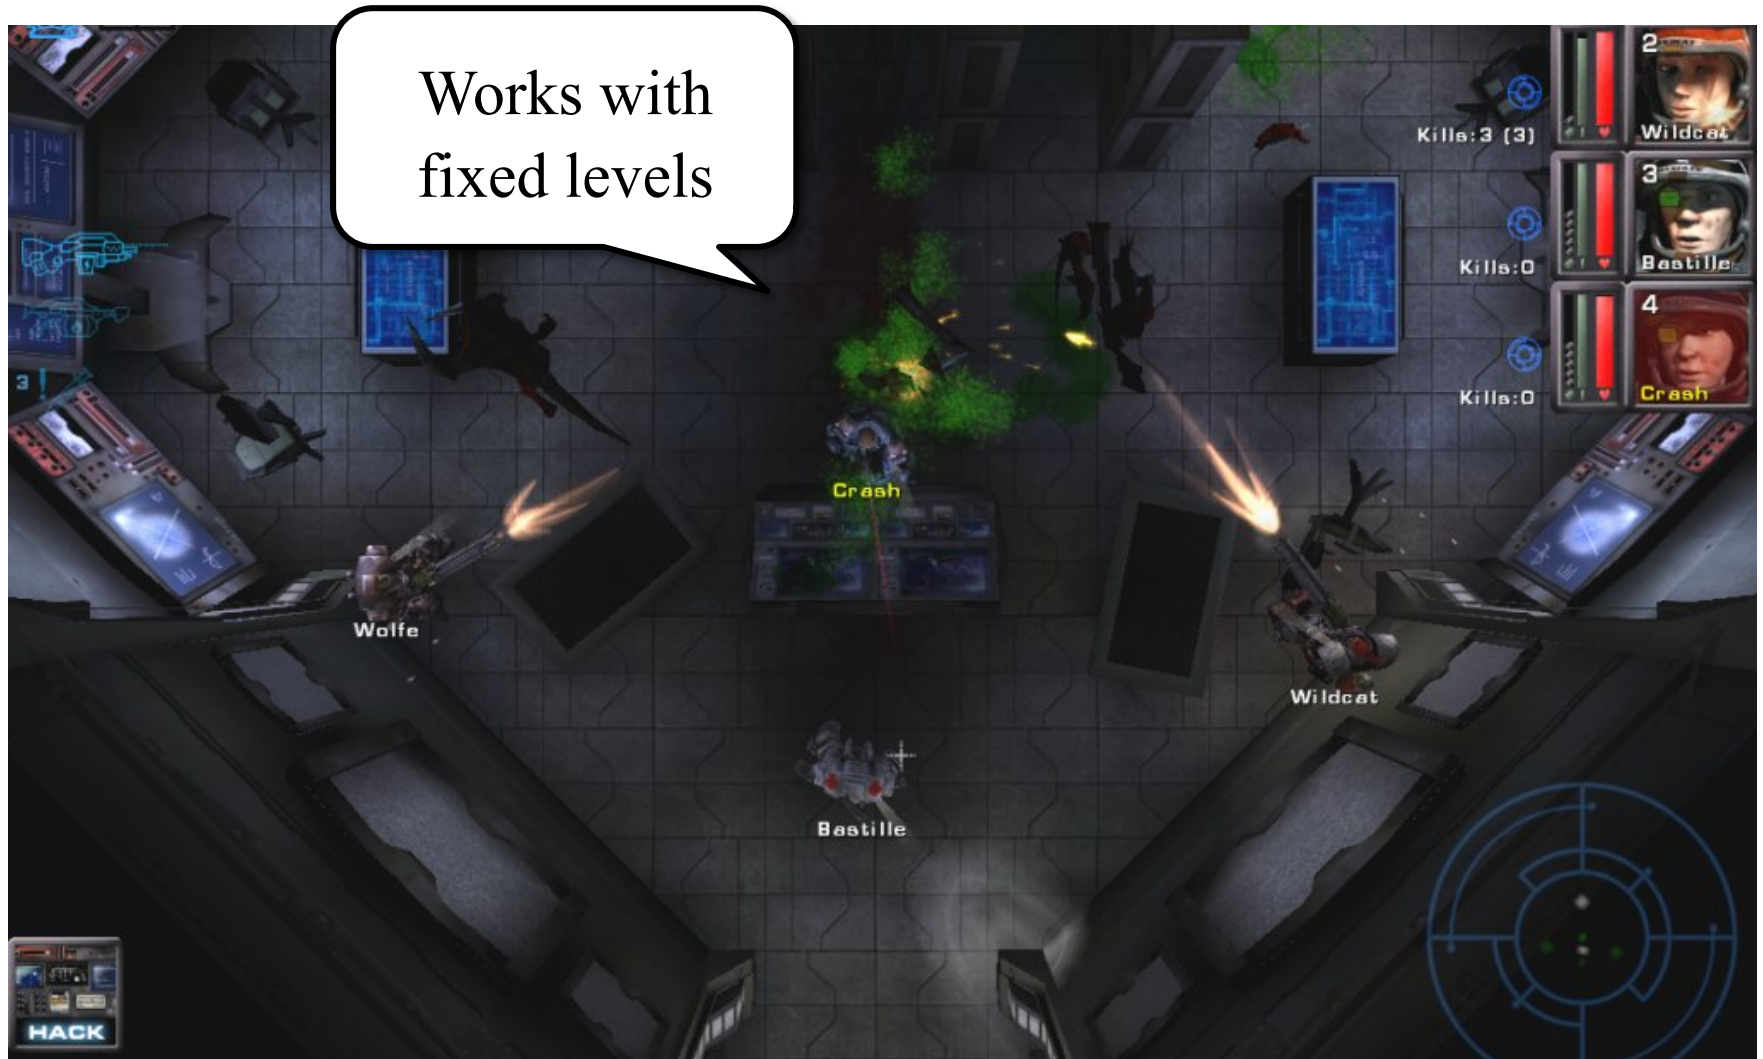 Works with
fixed levels
2
Kills:3 (3)
Wildcat
3
Kills:0
Bastille
4
Kills:0
Crash
3
Crash
Wolfe
Wildcat
Bastille
HACK